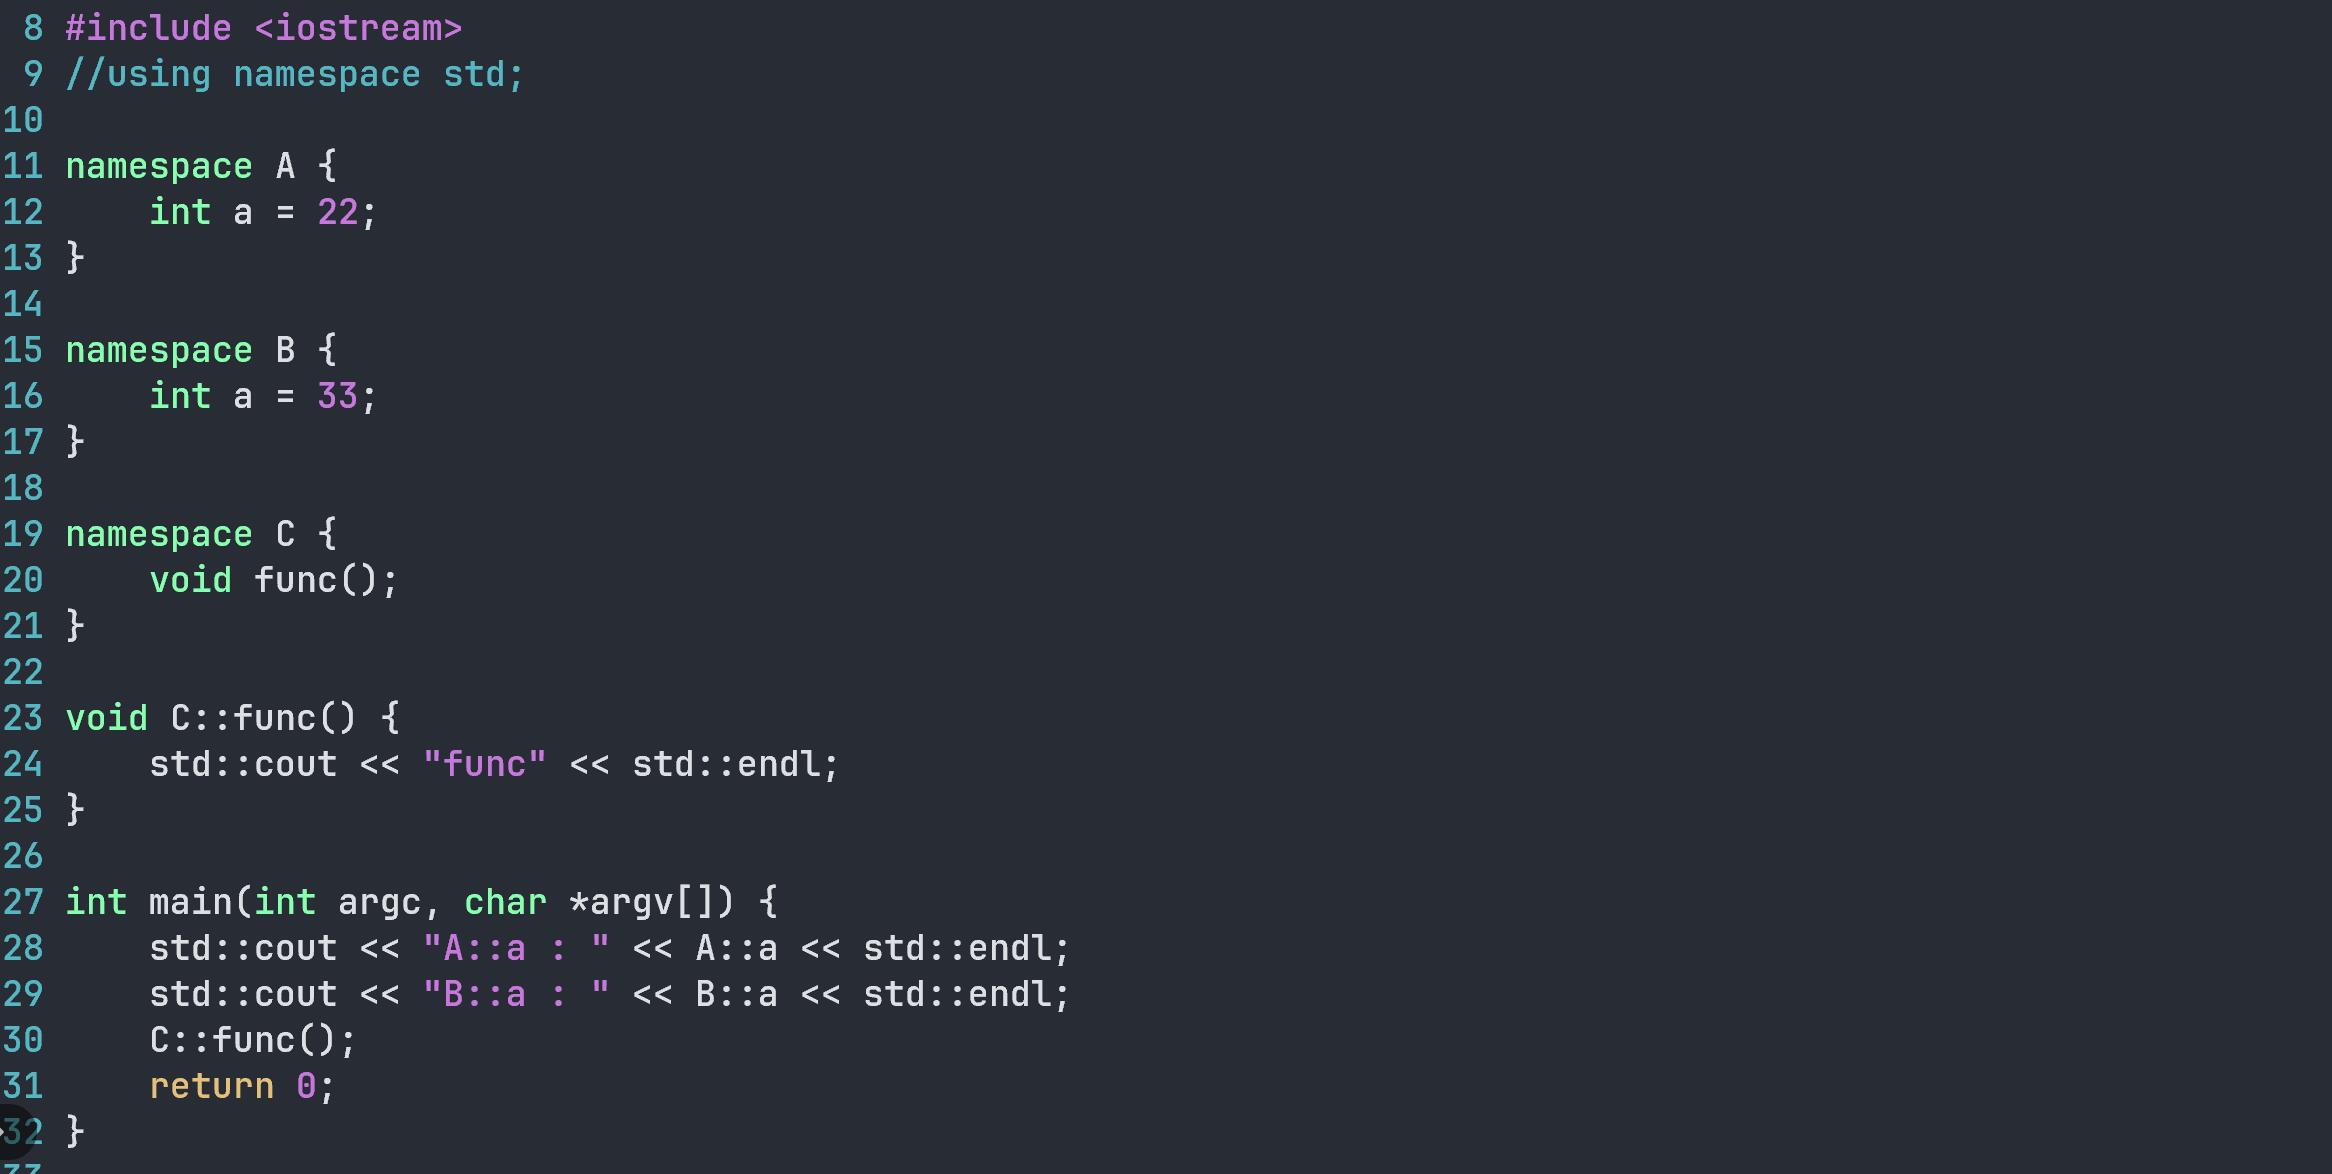 8 #include <iostream>
9 //using namespace std;
10
11 namespace A {
12     int a = 22;
13 }
14
15 namespace B {
16     int a = 33;
17 }
18
19 namespace C {
20     void func();
21 }
22
23 void C::func() {
24     std::cout << "func" << std::endl;
25 }
26
27 int main(int argc, char *argv[]) {
28     std::cout << "A::a : " << A::a << std::endl;
29     std::cout << "B::a : " << B::a << std::endl;
30     C::func();
31     return 0;
32 }
33